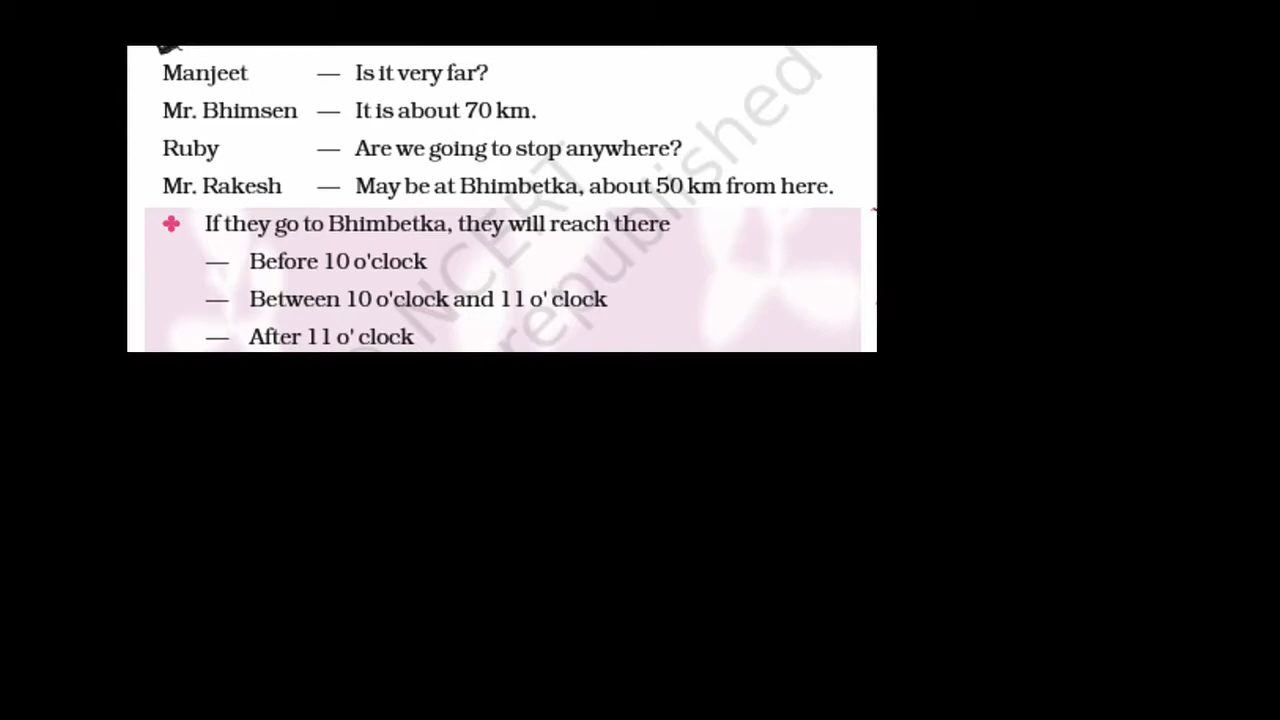 Manjeet — Is it very far?
Mr. Bhimsen — It is about 70 km.
Ruby — Are we going to stop anywhere?
Mr. Rakesh — May be at Bhimbetka, about 50 km from here.
If they go to Bhimbetka, they will reach there
— Before 10 o'clock
— Between 10 o'clock and 11 o' clock
— After 11 o' clock
NCERT
republished